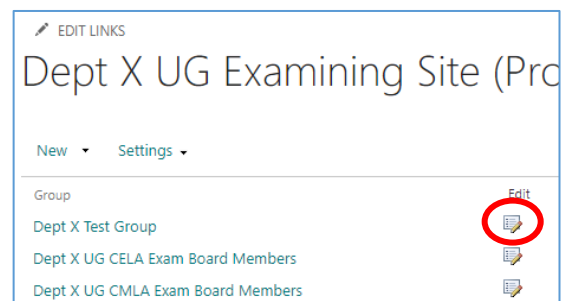 EDIT LINKS
Dept X UG Examining Site (Pro
New Settings
Group Edit
Dept X Test Group
Dept X UG CELA Exam Board Members
Dept X UG CMLA Exam Board Members